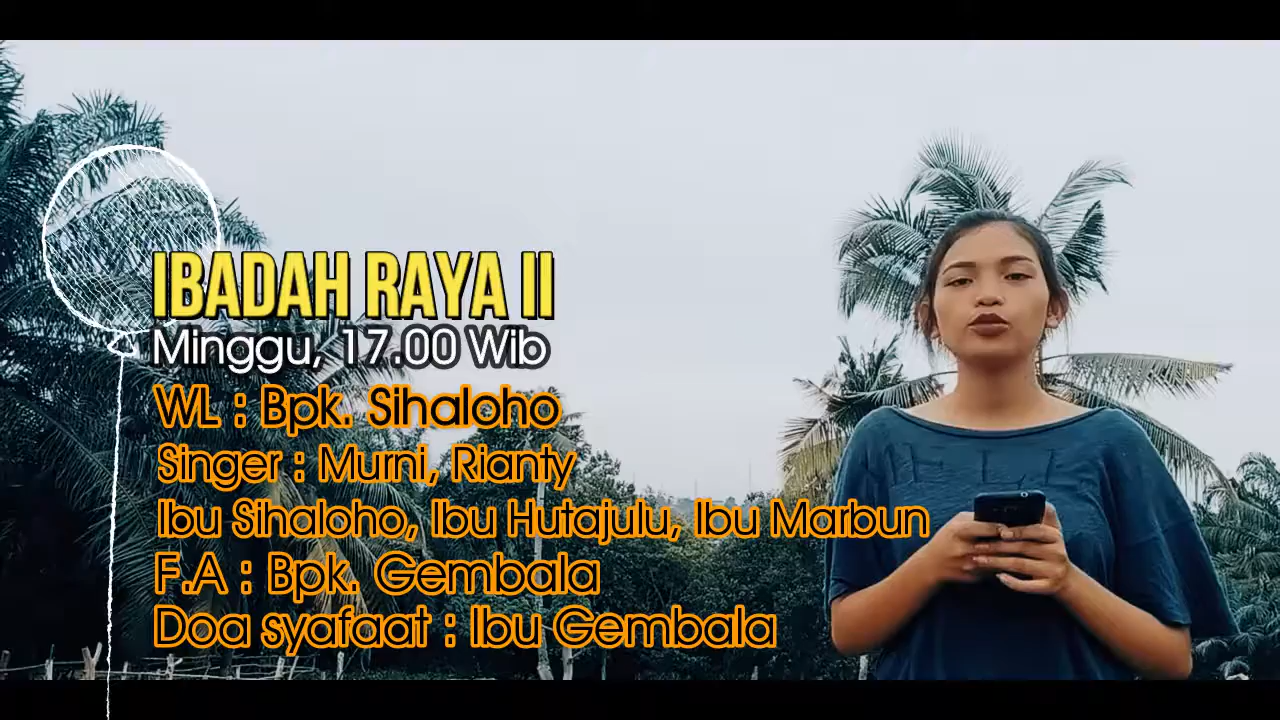 IBADAH RAYA II
Minggu, 17.00 Wib
WL : Bpk. Sihaloho
Singer : Murni, Rianty
Ibu Sihaloho, Ibu Hutajulu, Ibu Marbun
F.A : Bpk. Gembala
Doa syafaat : Ibu Gembala